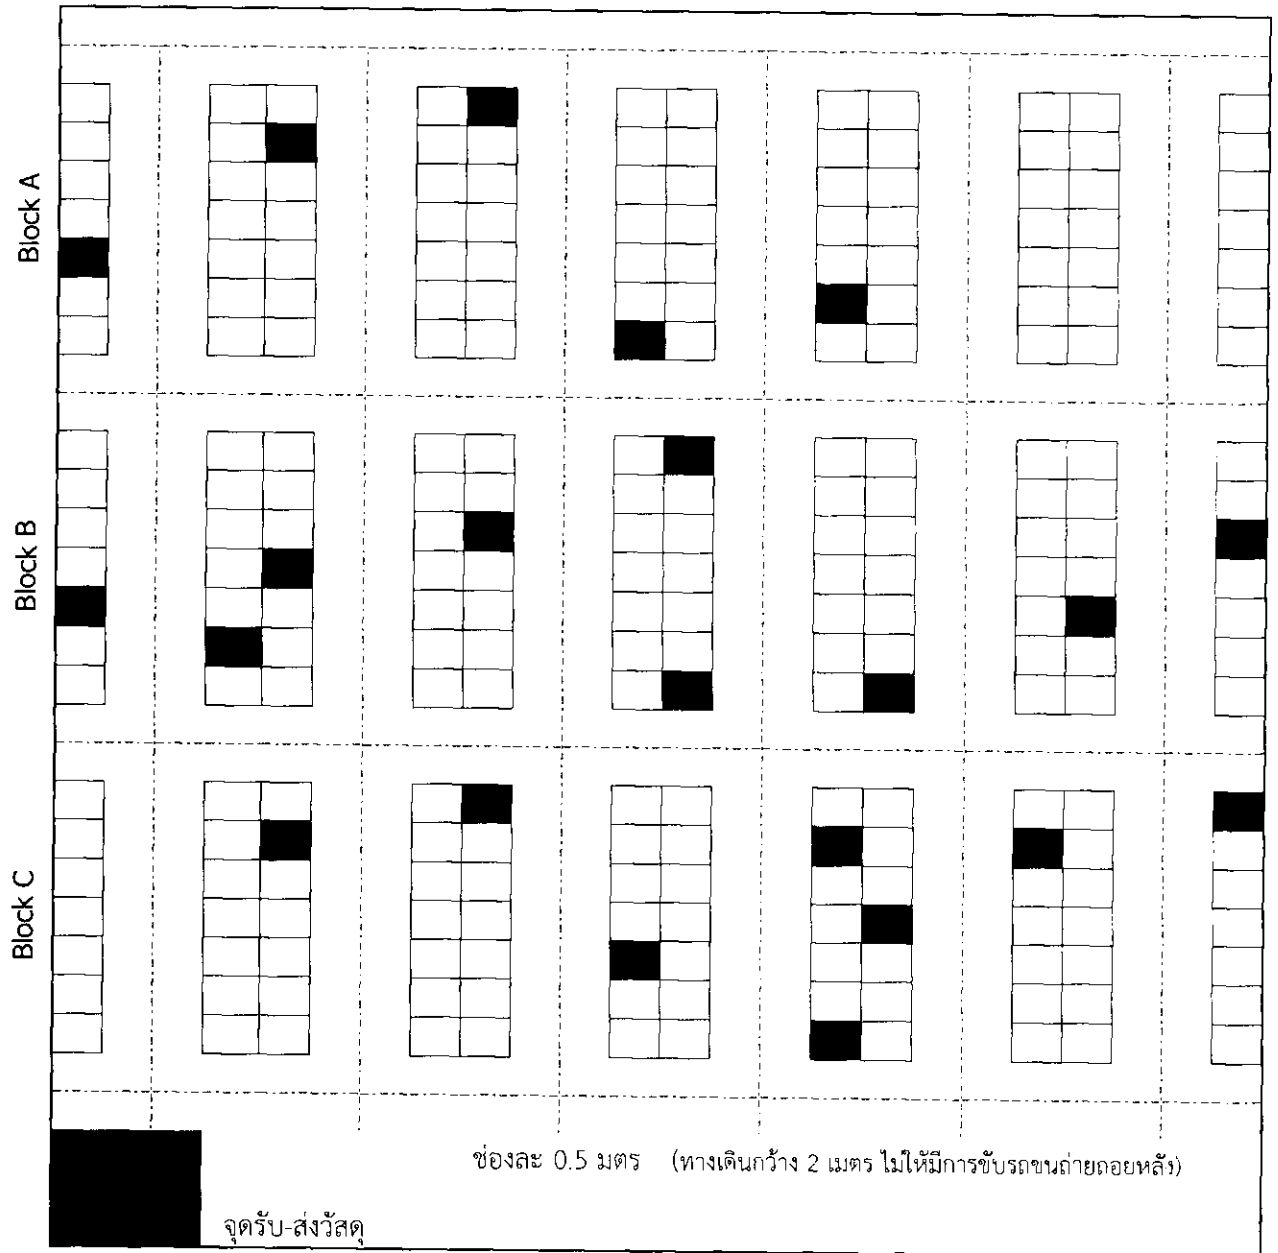 Block A
Block B
Block C
ช่องละ 0.5 มตร (ทางเดินกว้าง 2 เมตร ไม่ให้มีการขับรถขนถ่ายถอยหลัง)
จุดรับ-ส่งวัสดุ